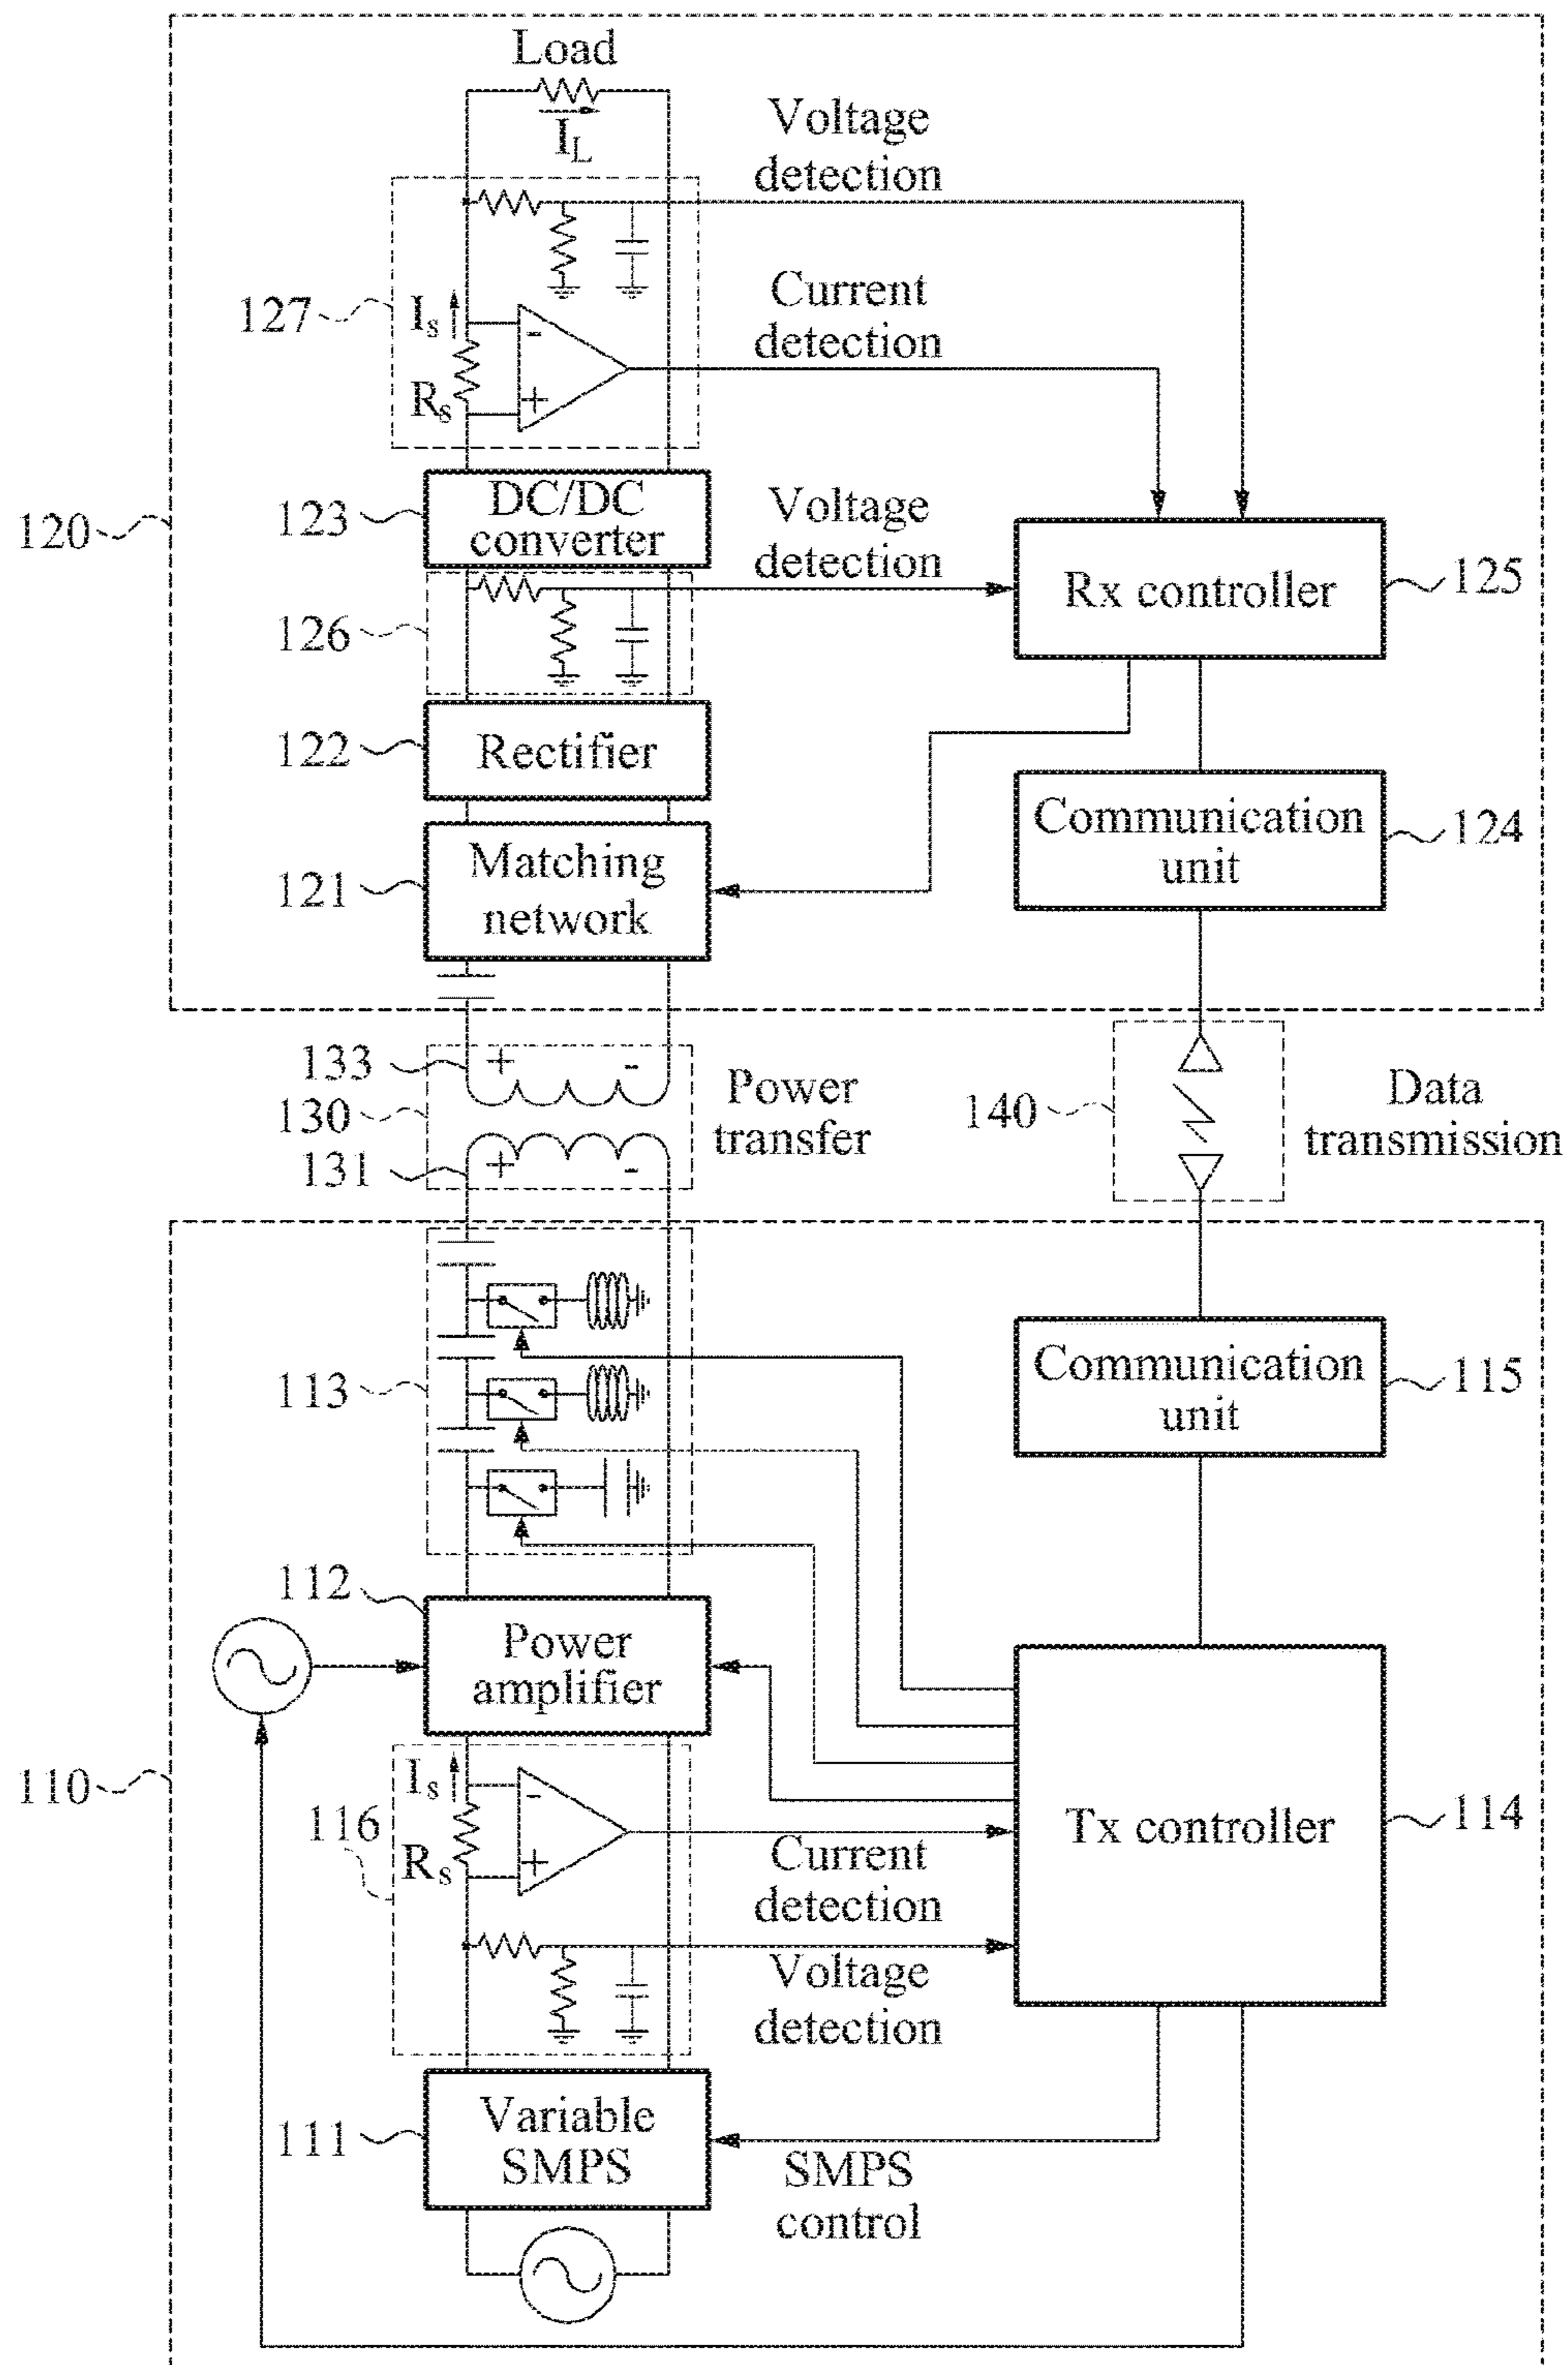 Load
I_L
Voltage
detection
127
I_s
-
Current
detection
R_s
+
120
123
DC/DC
converter
Voltage
detection
Rx controller
125
126
122
Rectifier
Communication
unit
124
121
Matching
network
133
+ -
130
Power
transfer
140
Data
transmission
131
+ -
113
Communication
unit
115
112
Power
amplifier
110
I_s
-
116
R_s
+
Current
detection
Tx controller
114
Voltage
detection
111
Variable
SMPS
SMPS
control